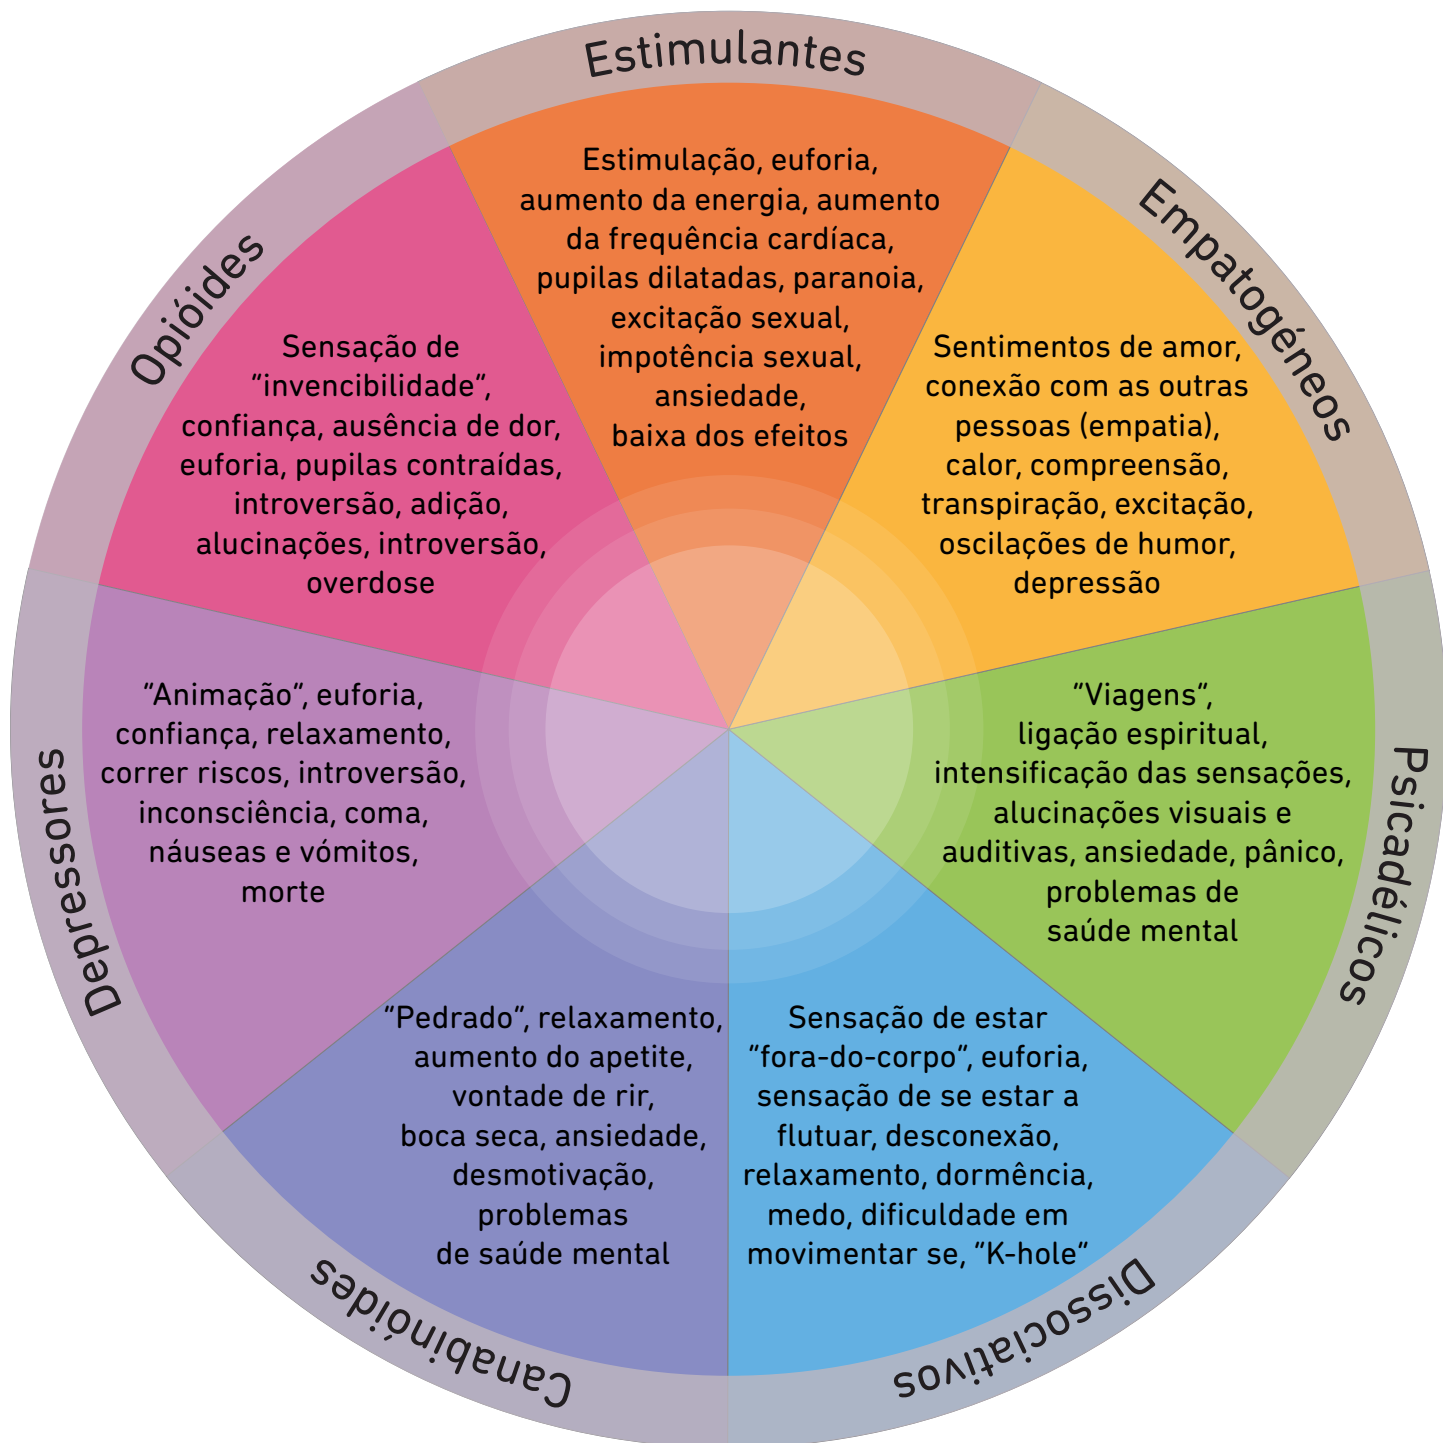 Estimulantes
Estimulação, euforia,
aumento da energia, aumento
da frequência cardíaca,
pupilas dilatadas, paranoia,
excitação sexual,
impotência sexual,
ansiedade,
baixa dos efeitos
Empatogéneos
Sentimentos de amor,
conexão com as outras
pessoas (empatia),
calor, compreensão,
transpiração, excitação,
oscilações de humor,
depressão
Psicadélicos
"Viagens",
ligação espiritual,
intensificação das sensações,
alucinações visuais e
auditivas, ansiedade, pânico,
problemas de
saúde mental
Dissociativos
Sensação de estar
"fora-do-corpo", euforia,
sensação de se estar a
flutuar, desconexão,
relaxamento, dormência,
medo, dificuldade em
movimentar se, "K-hole"
Canabinóides
"Pedrado", relaxamento,
aumento do apetite,
vontade de rir,
boca seca, ansiedade,
desmotivação,
problemas
de saúde mental
Depressores
"Animação", euforia,
confiança, relaxamento,
correr riscos, introversão,
inconsciência, coma,
náuseas e vómitos,
morte
Opióides
Sensação de
"invencibilidade",
confiança, ausência de dor,
euforia, pupilas contraídas,
introversão, adição,
alucinações, introversão,
overdose